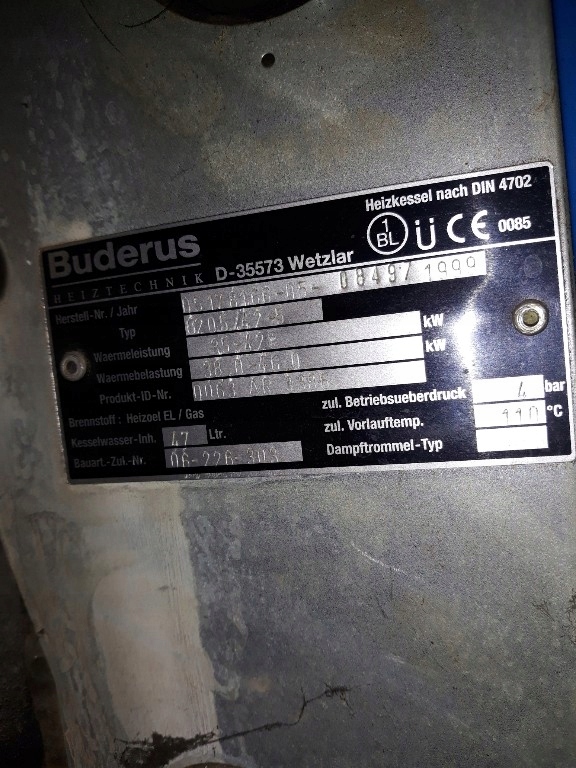 Heizkessel nach DIN 4702
Buderus
HEIZTECHNIK D-35573 Wetzlar
1 BL Ü CE 0085
Herstell-Nr. / Jahr 08497 1999
Typ
Waermeleistung kW
Waermebelastung kW
Produkt-ID-Nr.
Brennstoff : Heizoel EL / Gas
Kesselwasser-Inh. 47 Ltr.
Bauart.-Zul.-Nr. 06-226-303
zul. Betriebsueberdruck 4 bar
zul. Vorlauftemp. 110 °C
Dampftrommel-Typ